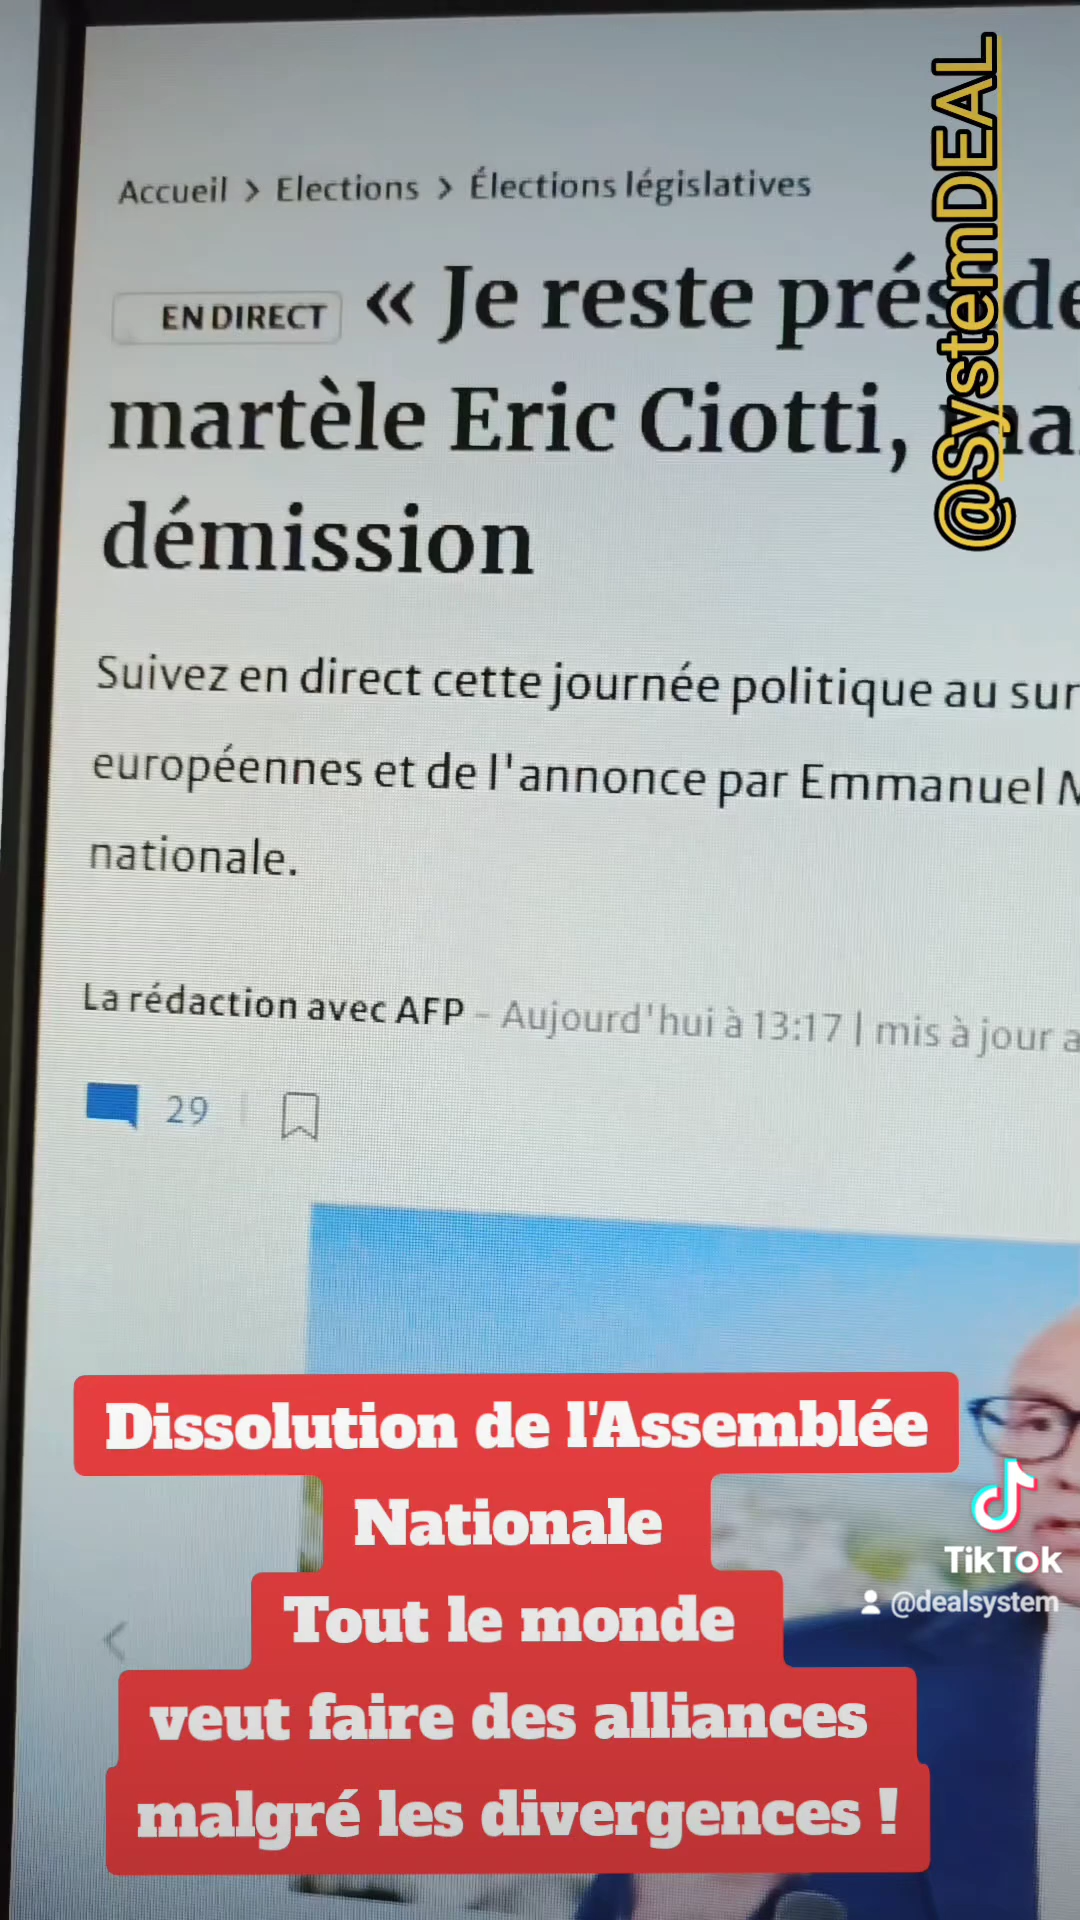 Accueil > Elections > Élections législatives
EN DIRECT « Je reste
martèle Eric Ciotti,
démission
Suivez en direct cette journée politique au
européennes et de l'annonce par Emmanuel
nationale.
La rédaction avec AFP - Aujourd'hui à 13:17 | mis à jour
29
@SystemDEAL
Dissolution de l'Assemblée
Nationale
Tout le monde
veut faire des alliances
malgré les divergences !
TikTok
@dealsystem